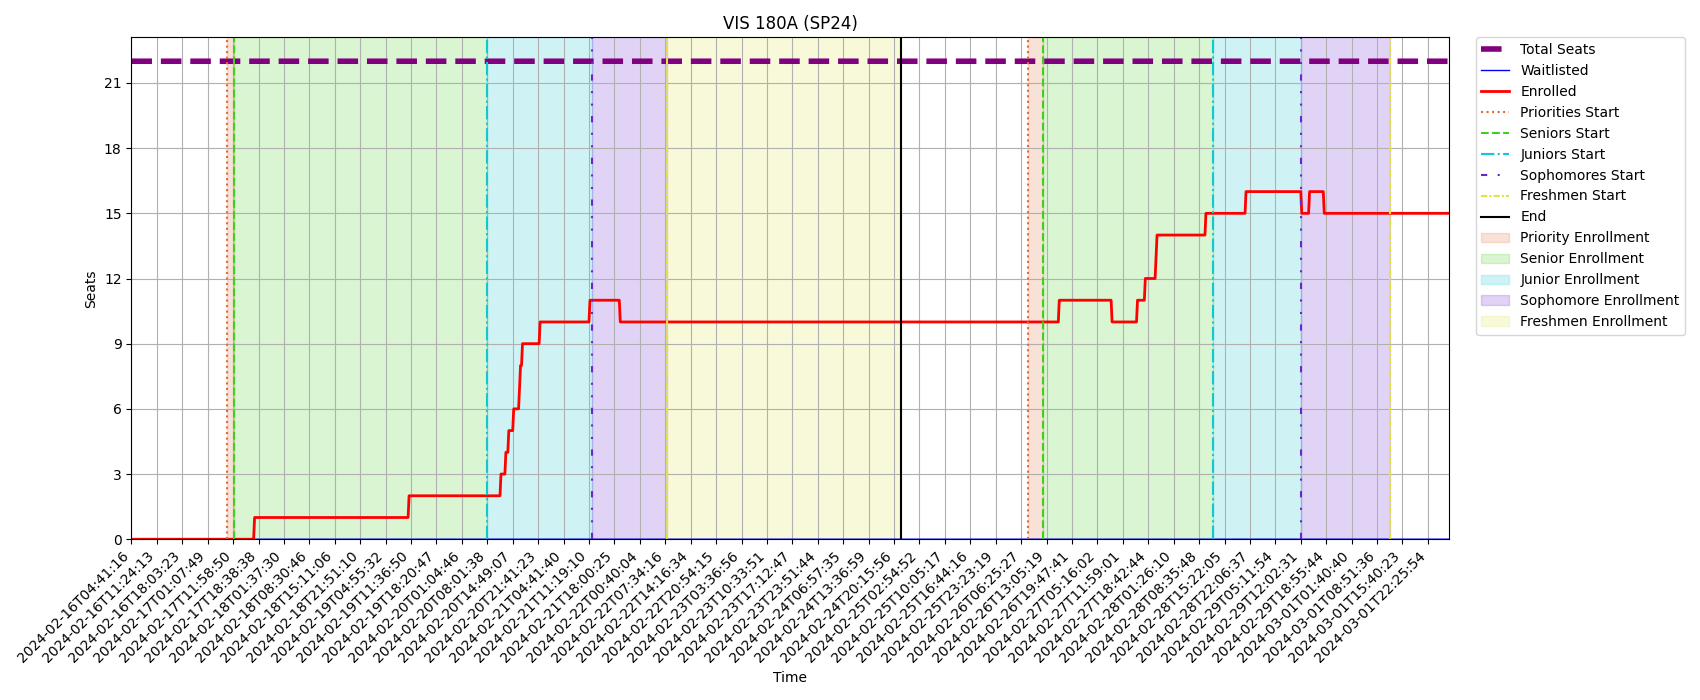 VIS 180A (SP24)
Seats
21
18
15
12
9
6
3
0
2024-02-16T04:41:16
2024-02-16T11:24:13
2024-02-16T18:03:23
2024-02-17T01:07:49
2024-02-17T11:58:50
2024-02-17T18:38:38
2024-02-18T01:37:30
2024-02-18T08:30:46
2024-02-18T15:11:06
2024-02-18T21:51:10
2024-02-19T04:55:32
2024-02-19T11:36:50
2024-02-19T18:20:47
2024-02-20T01:04:46
2024-02-20T08:01:38
2024-02-20T14:49:07
2024-02-20T21:41:23
2024-02-21T04:41:40
2024-02-21T11:19:10
2024-02-21T18:00:25
2024-02-22T00:40:04
2024-02-22T07:34:16
2024-02-22T14:16:34
2024-02-22T20:54:15
2024-02-23T03:36:56
2024-02-23T10:33:51
2024-02-23T17:12:47
2024-02-23T23:51:44
2024-02-24T06:57:35
2024-02-24T13:36:59
2024-02-24T20:15:56
2024-02-25T02:54:52
2024-02-25T10:05:17
2024-02-25T16:44:16
2024-02-25T23:23:19
2024-02-26T06:25:27
2024-02-26T13:05:19
2024-02-26T19:47:41
2024-02-27T05:16:02
2024-02-27T11:59:01
2024-02-27T18:42:44
2024-02-28T01:26:10
2024-02-28T08:35:48
2024-02-28T15:22:05
2024-02-28T22:06:37
2024-02-29T05:11:54
2024-02-29T12:02:31
2024-02-29T18:55:44
2024-03-01T01:40:40
2024-03-01T08:51:36
2024-03-01T15:40:23
2024-03-01T22:25:54
Time
Total Seats
Waitlisted
Enrolled
Priorities Start
Seniors Start
Juniors Start
Sophomores Start
Freshmen Start
End
Priority Enrollment
Senior Enrollment
Junior Enrollment
Sophomore Enrollment
Freshmen Enrollment